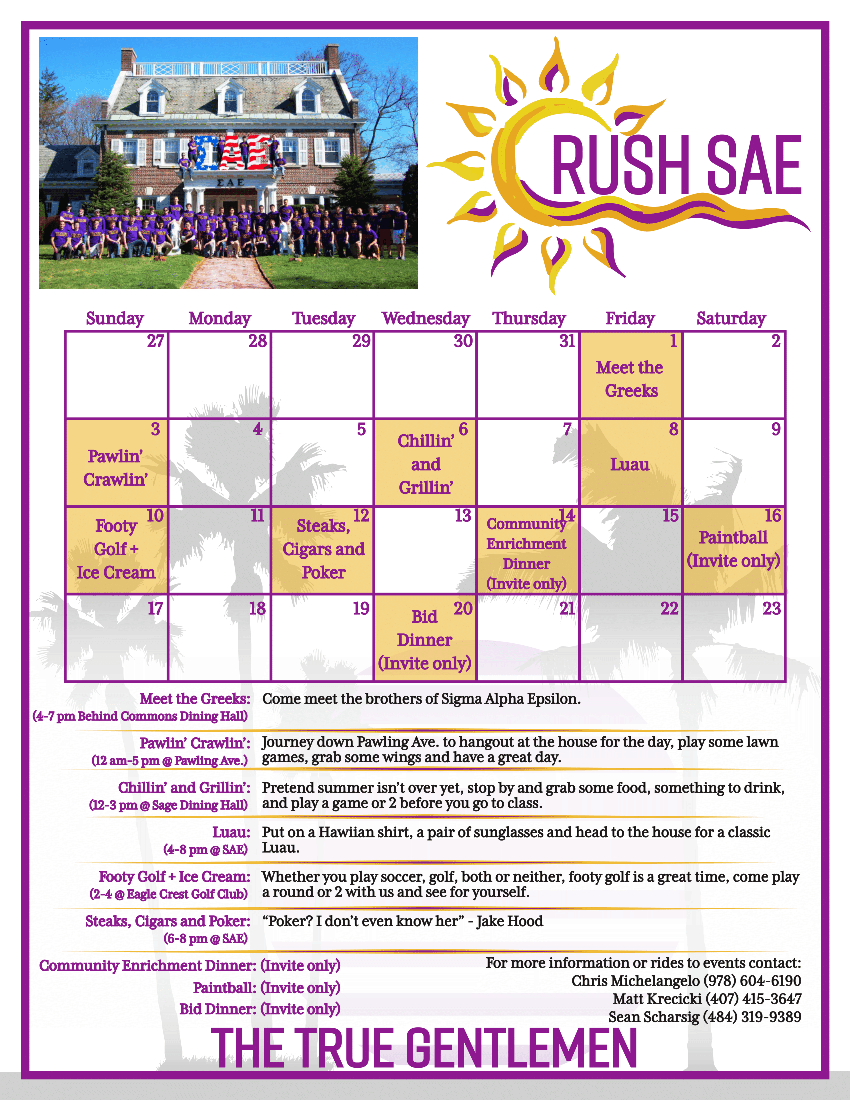 ΣAE
RUSH SAE
Sunday Monday Tuesday Wednesday Thursday Friday Saturday
27 28 29 30 31 1 2
Meet the
Greeks
3 4 5 6 7 8 9
Pawlin'
Crawlin'
Chillin'
and
Grillin'
Luau
10 11 12 13 14 15 16
Footy
Golf +
Ice Cream
Steaks,
Cigars and
Poker
Community
Enrichment
Dinner
(Invite only)
Paintball
(Invite only)
17 18 19 20 21 22 23
Bid
Dinner
(Invite only)
Meet the Greeks: Come meet the brothers of Sigma Alpha Epsilon.
(4-7 pm Behind Commons Dining Hall)
Pawlin' Crawlin': Journey down Pawling Ave. to hangout at the house for the day, play some lawn
(12 am-5 pm @ Pawling Ave.) games, grab some wings and have a great day.
Chillin' and Grillin': Pretend summer isn't over yet, stop by and grab some food, something to drink,
(12-3 pm @ Sage Dining Hall) and play a game or 2 before you go to class.
Luau: Put on a Hawiian shirt, a pair of sunglasses and head to the house for a classic
(4-8 pm @ SAE) Luau.
Footy Golf + Ice Cream: Whether you play soccer, golf, both or neither, footy golf is a great time, come play
(2-4 @ Eagle Crest Golf Club) a round or 2 with us and see for yourself.
Steaks, Cigars and Poker: "Poker? I don't even know her" - Jake Hood
(6-8 pm @ SAE)
Community Enrichment Dinner: (Invite only)
Paintball: (Invite only)
Bid Dinner: (Invite only)
For more information or rides to events contact:
Chris Michelangelo (978) 604-6190
Matt Krecicki (407) 415-3647
Sean Scharsig (484) 319-9389
THE TRUE GENTLEMEN